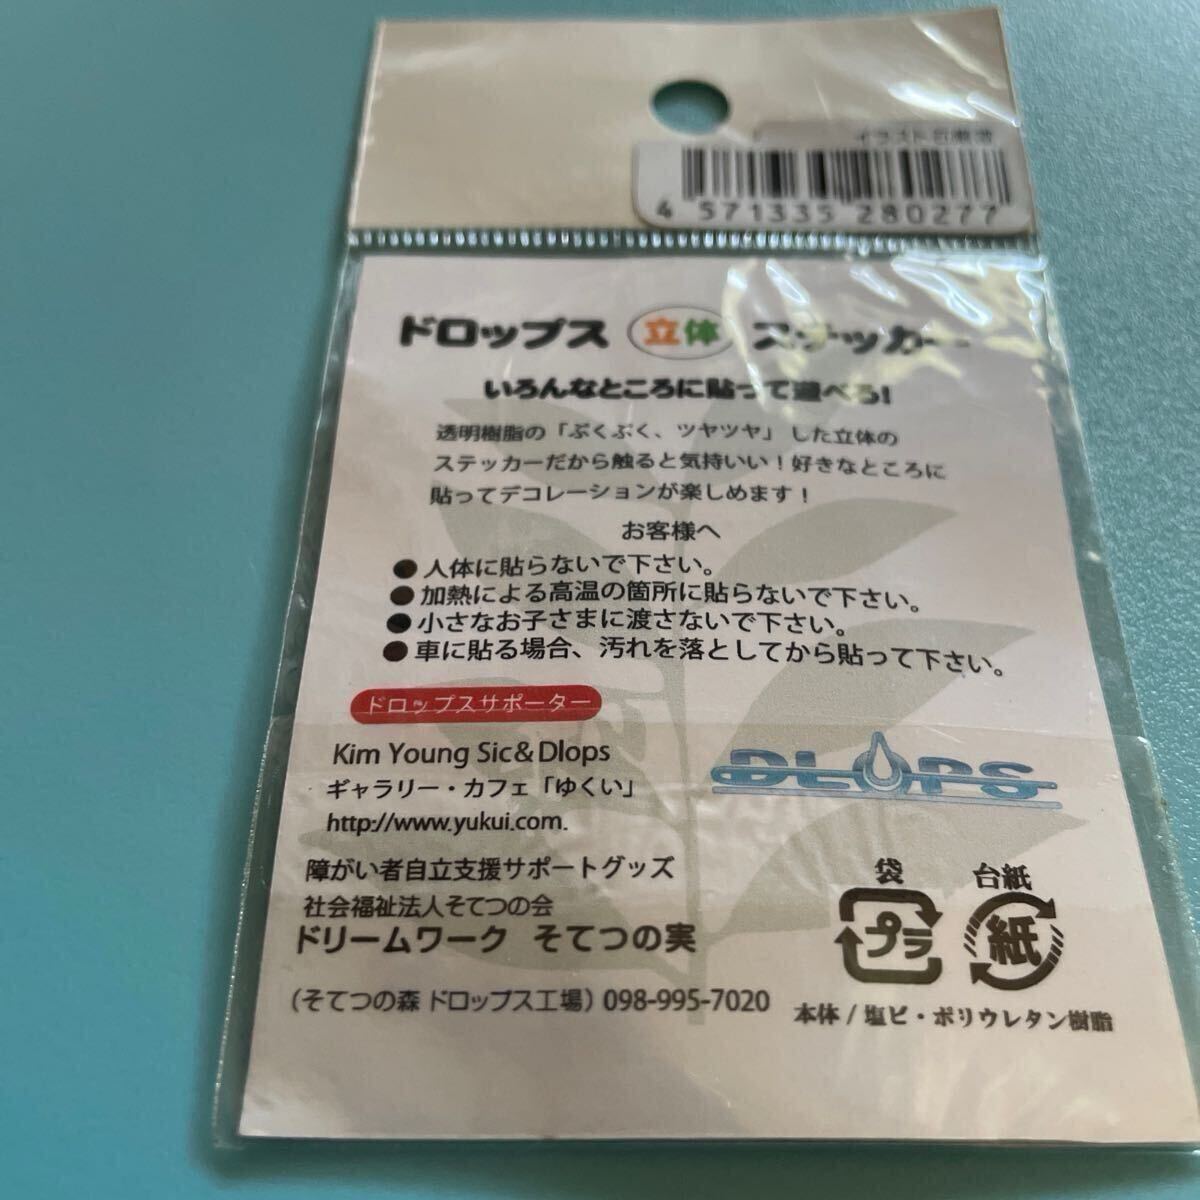 イラスト石敢當
4 571335 280277
ドロップス 立体 ステッカー
いろんなところに貼って遊べる!
透明樹脂の「ぷくぷく、ツヤツヤ」した立体の
ステッカーだから触ると気持いい！好きなところに
貼ってデコレーションが楽しめます！
お客様へ
●人体に貼らないで下さい。
●加熱による高温の箇所に貼らないで下さい。
●小さなお子さまに渡さないで下さい。
●車に貼る場合、汚れを落としてから貼って下さい。
ドロップスサポーター
Kim Young Sic&Dlops
ギャラリー・カフェ「ゆくい」
http://www.yukui.com.
DLOPS
障がい者自立支援サポートグッズ
社会福祉法人そてつの会
ドリームワーク そてつの実
(そてつの森 ドロップス工場) 098-995-7020
袋 台紙
プラ 紙
本体 / 塩ビ・ポリウレタン樹脂